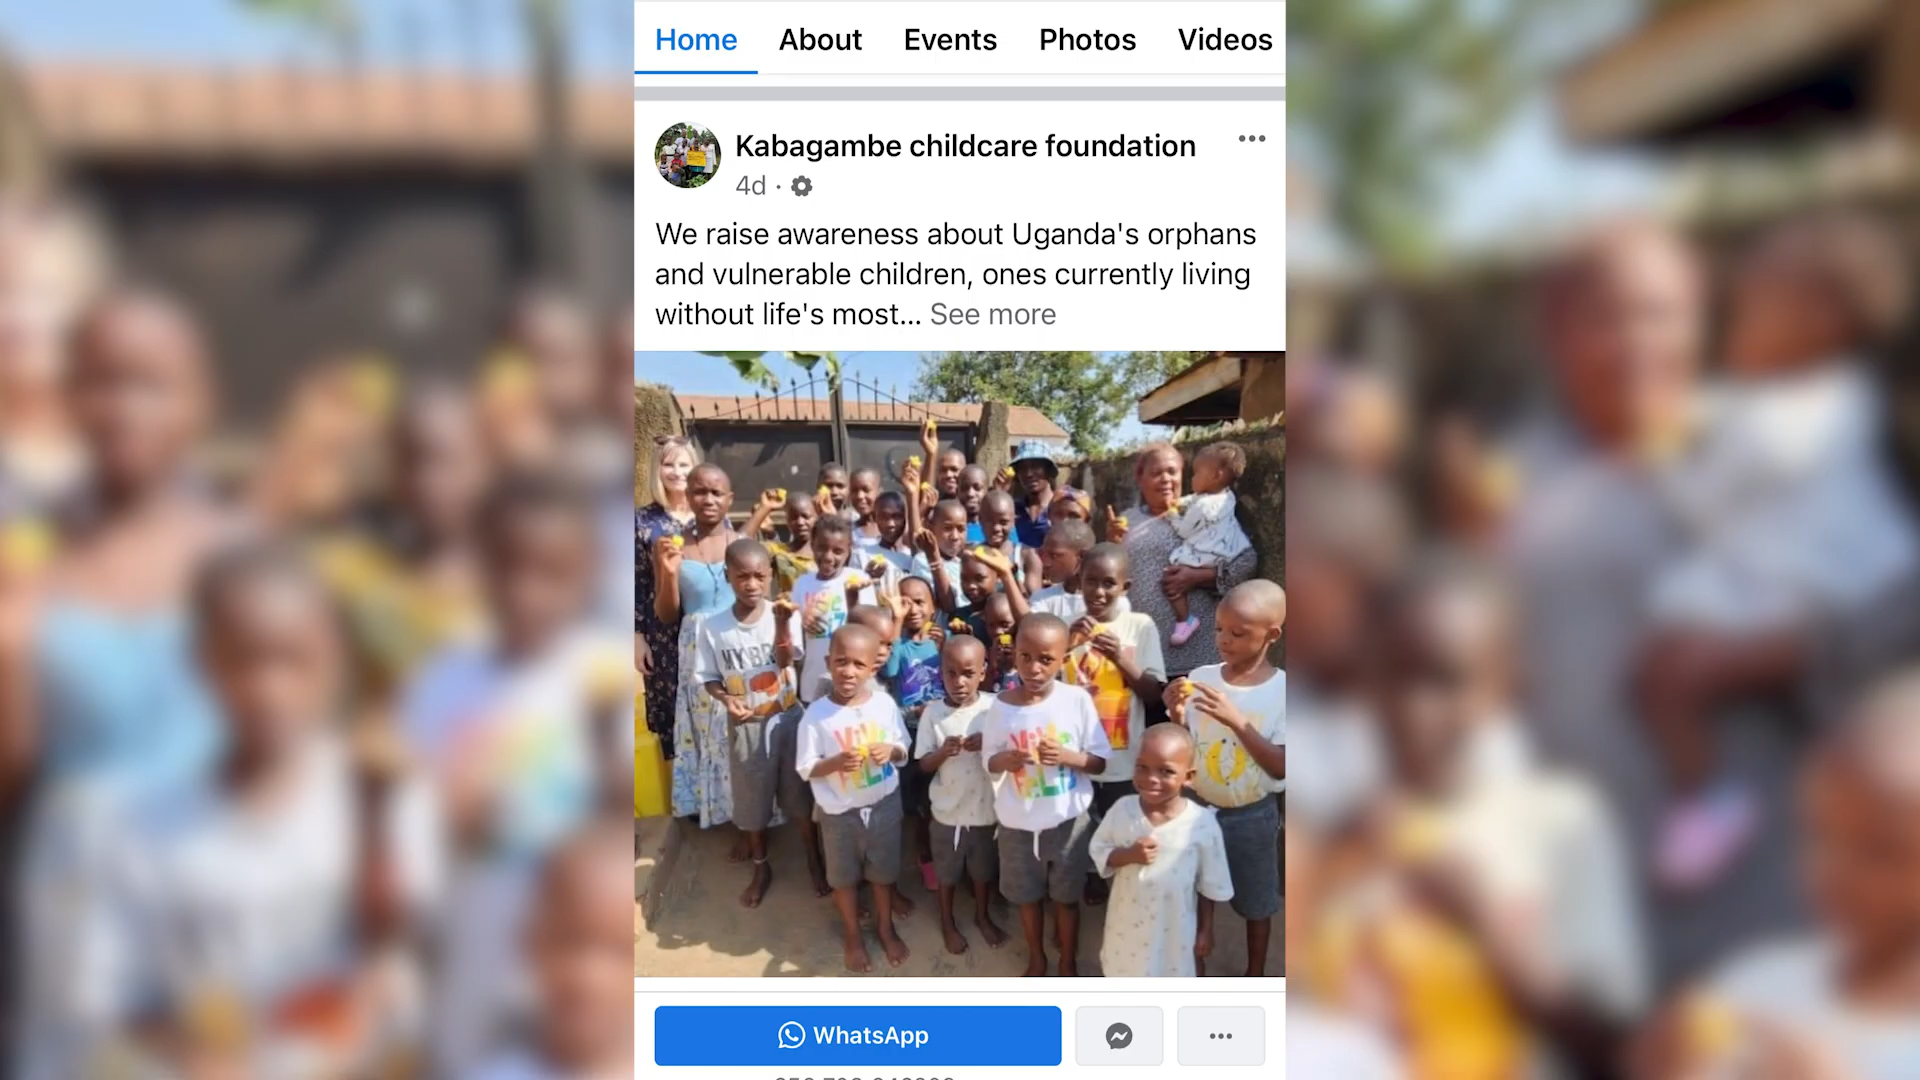 Home About Events Photos Videos
Kabagambe childcare foundation
4d ·
We raise awareness about Uganda's orphans
and vulnerable children, ones currently living
without life's most... See more
WhatsApp